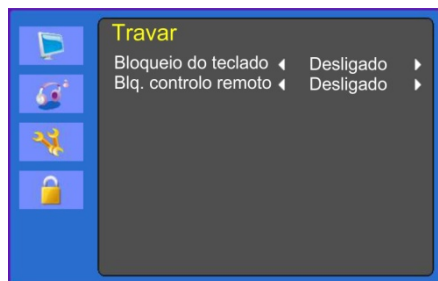 Travar
Bloqueio do teclado Desligado
Blq. controlo remoto Desligado